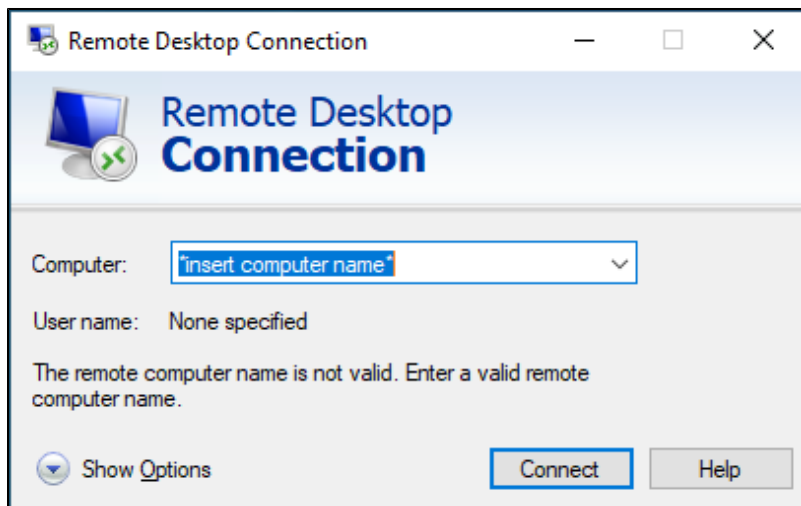 Remote Desktop Connection
Remote Desktop
Connection
Computer: *insert computer name*
User name: None specified
The remote computer name is not valid. Enter a valid remote
computer name.
Show Options Connect Help